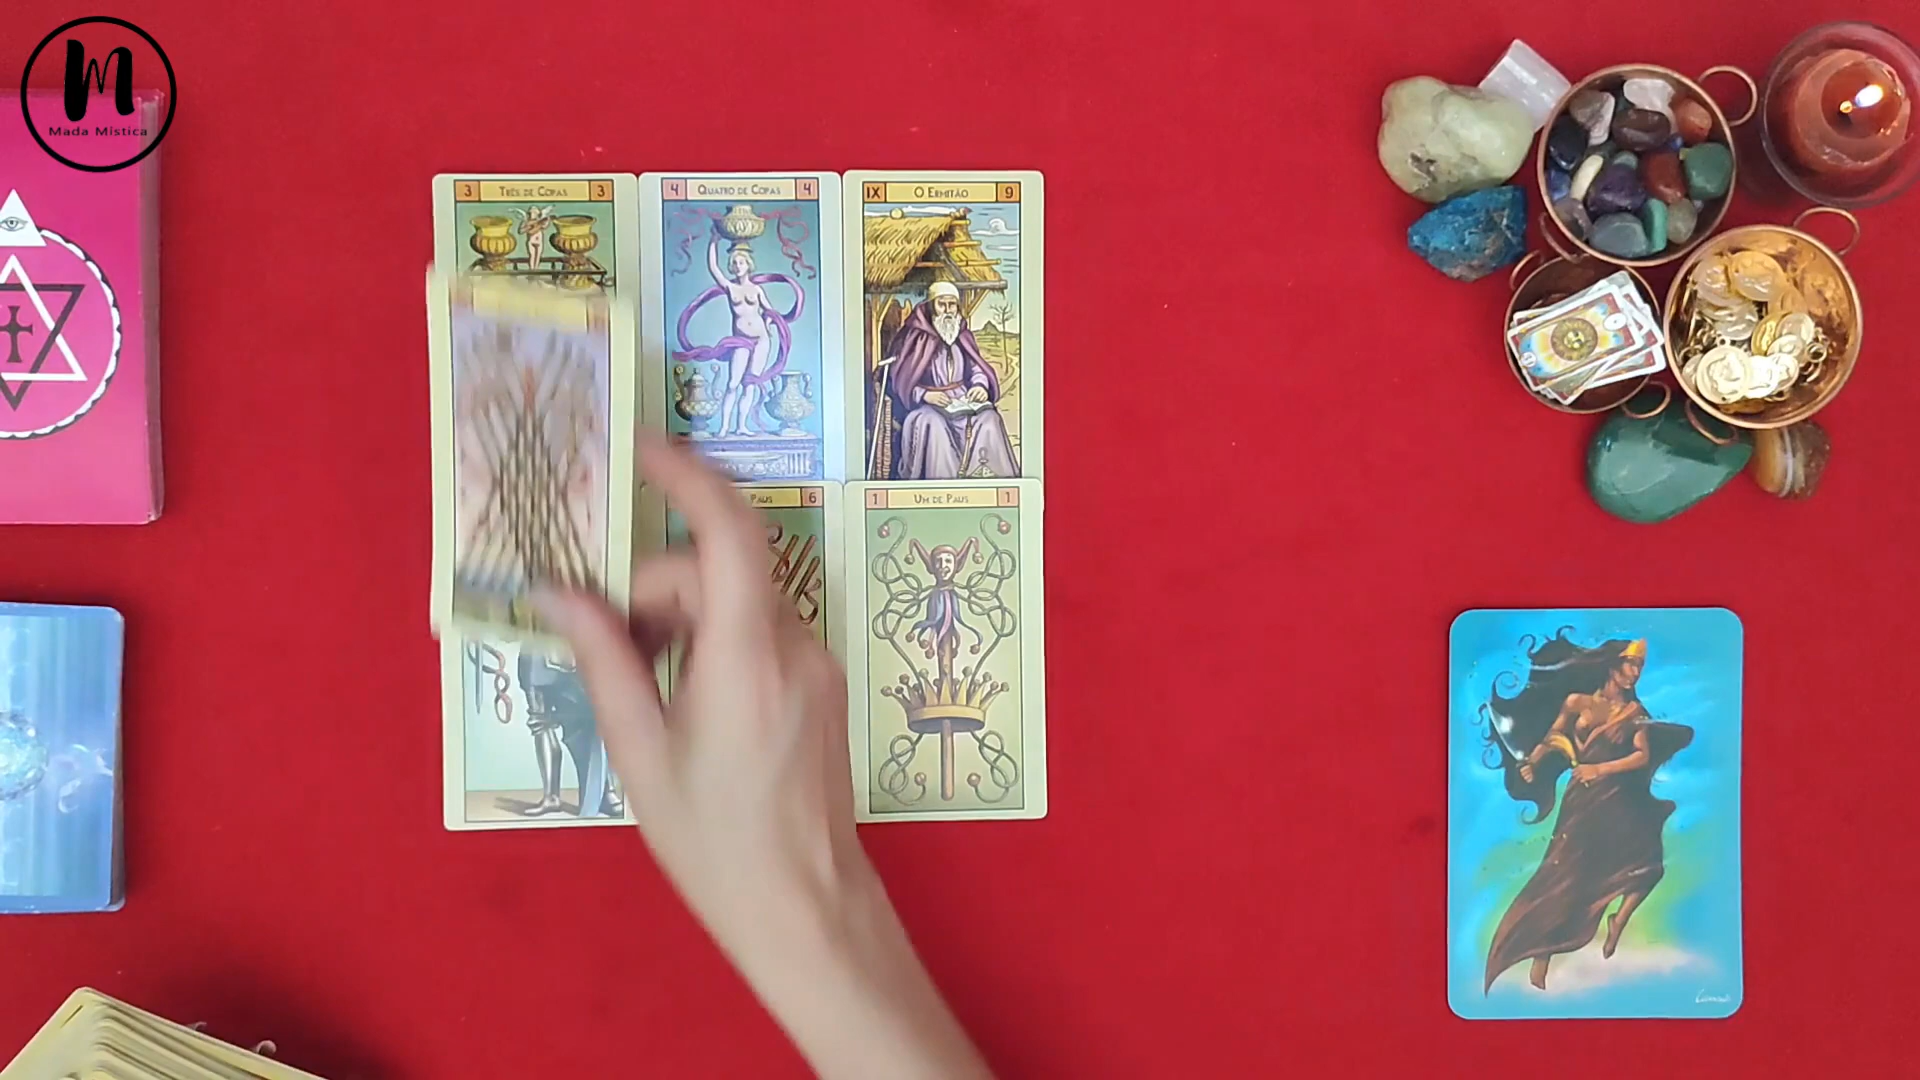 M
Mada Mística
3 TRÊS DE COPAS 3
4 QUATRO DE COPAS 4
IX O ERMITÃO 9
PAUS 6
1 UM DE PAUS 1